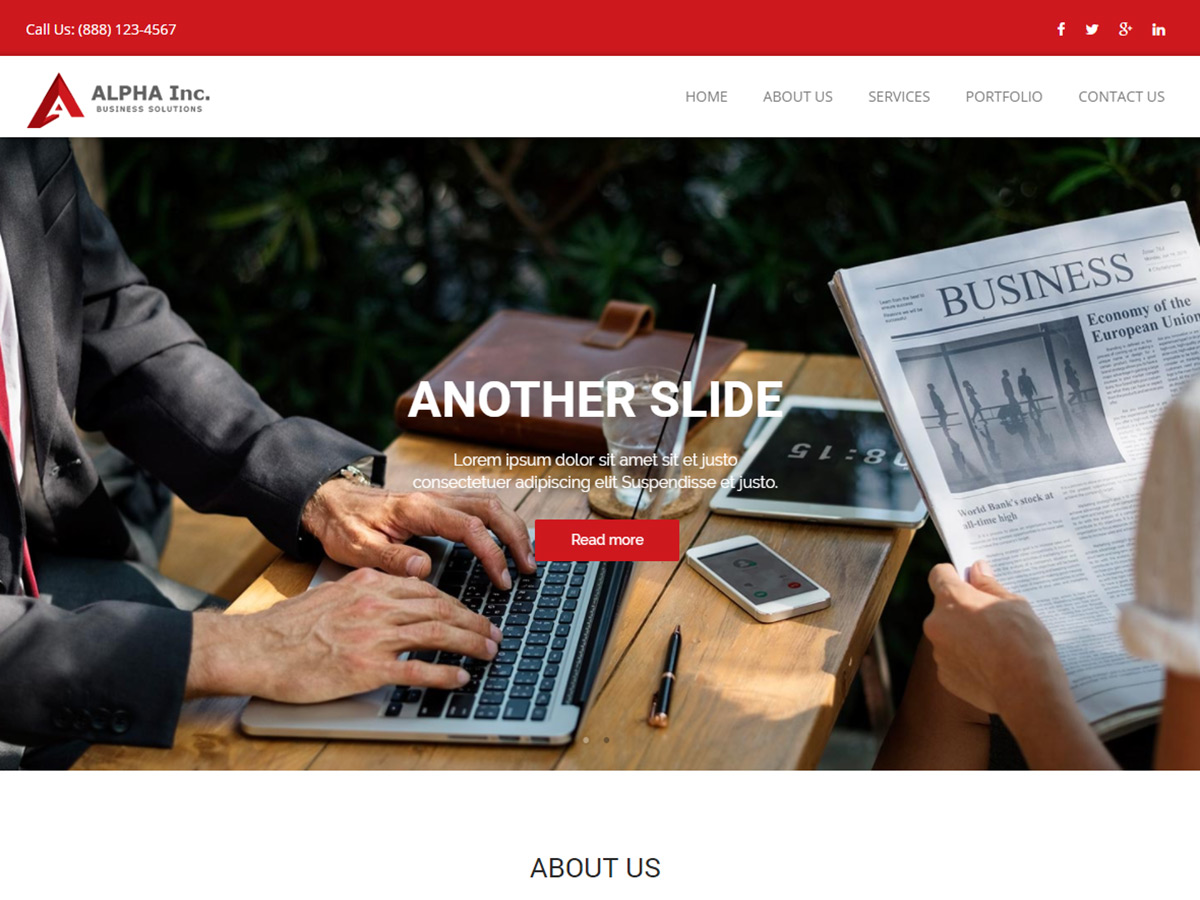 Call Us: (888) 123-4567
ALPHA Inc.
BUSINESS SOLUTIONS
HOME ABOUT US SERVICES PORTFOLIO CONTACT US
BUSINESS
Economy of the
European Union
ANOTHER SLIDE
08:15
Lorem ipsum dolor sit amet sit et justo
consectetuer adipiscing elit Suspendisse et justo.
World Bank's stock at
all-time high
Read more
ABOUT US